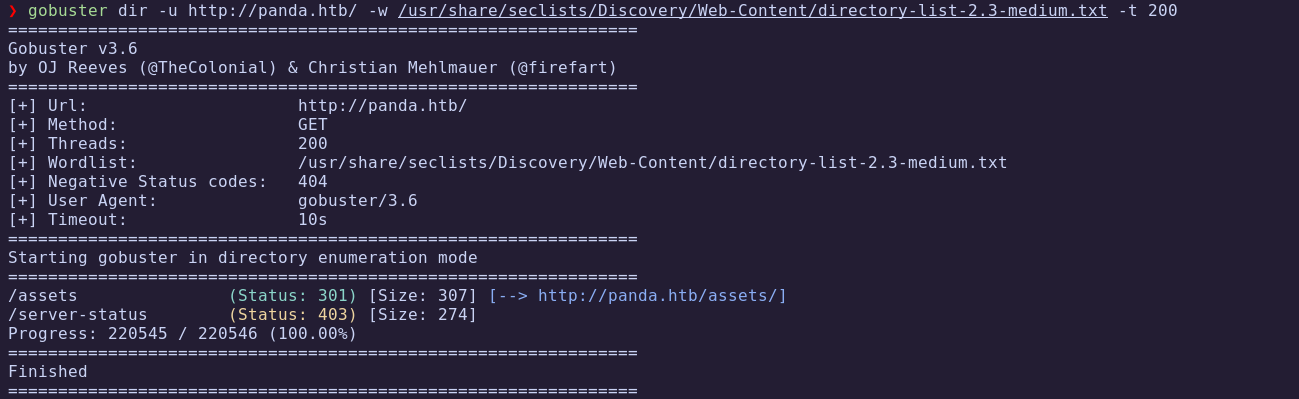 ❯ gobuster dir -u http://panda.htb/ -w /usr/share/seclists/Discovery/Web-Content/directory-list-2.3-medium.txt -t 200
===============================================================
Gobuster v3.6
by OJ Reeves (@TheColonial) & Christian Mehlmauer (@firefart)
===============================================================
[+] Url:                     http://panda.htb/
[+] Method:                  GET
[+] Threads:                 200
[+] Wordlist:                /usr/share/seclists/Discovery/Web-Content/directory-list-2.3-medium.txt
[+] Negative Status codes:   404
[+] User Agent:              gobuster/3.6
[+] Timeout:                 10s
===============================================================
Starting gobuster in directory enumeration mode
===============================================================
/assets               (Status: 301) [Size: 307] [--> http://panda.htb/assets/]
/server-status        (Status: 403) [Size: 274]
Progress: 220545 / 220546 (100.00%)
===============================================================
Finished
===============================================================